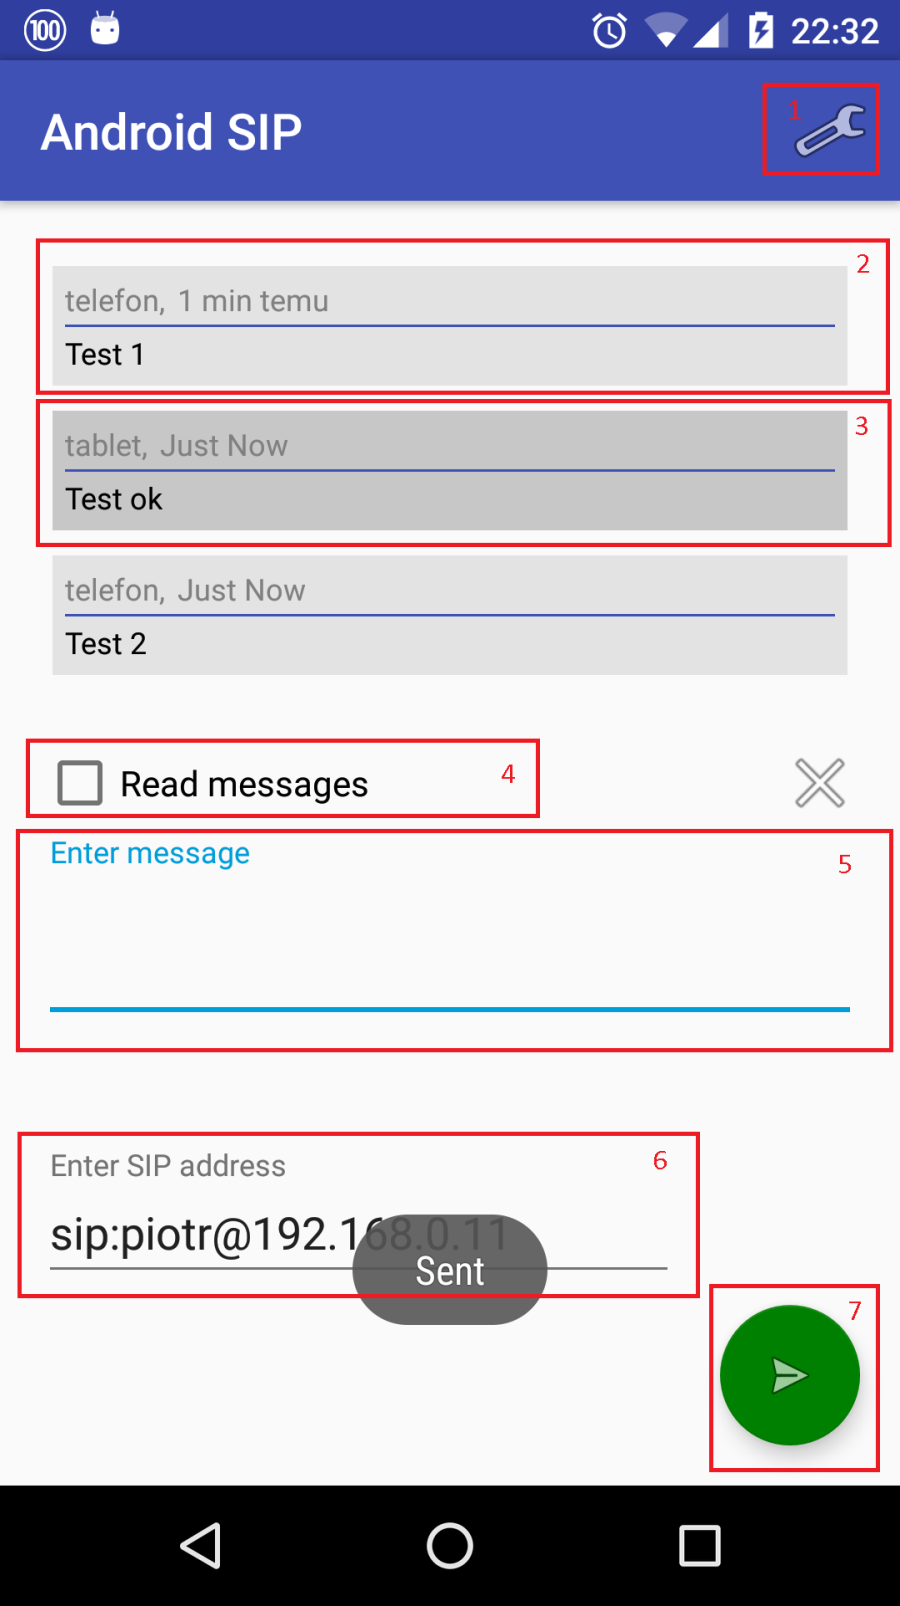 100 22:32
Android SIP 1
2
telefon, 1 min temu
Test 1
3
tablet, Just Now
Test ok
telefon, Just Now
Test 2
Read messages 4
Enter message 5
Enter SIP address 6
sip:piotr@192.168.0.11
Sent
7